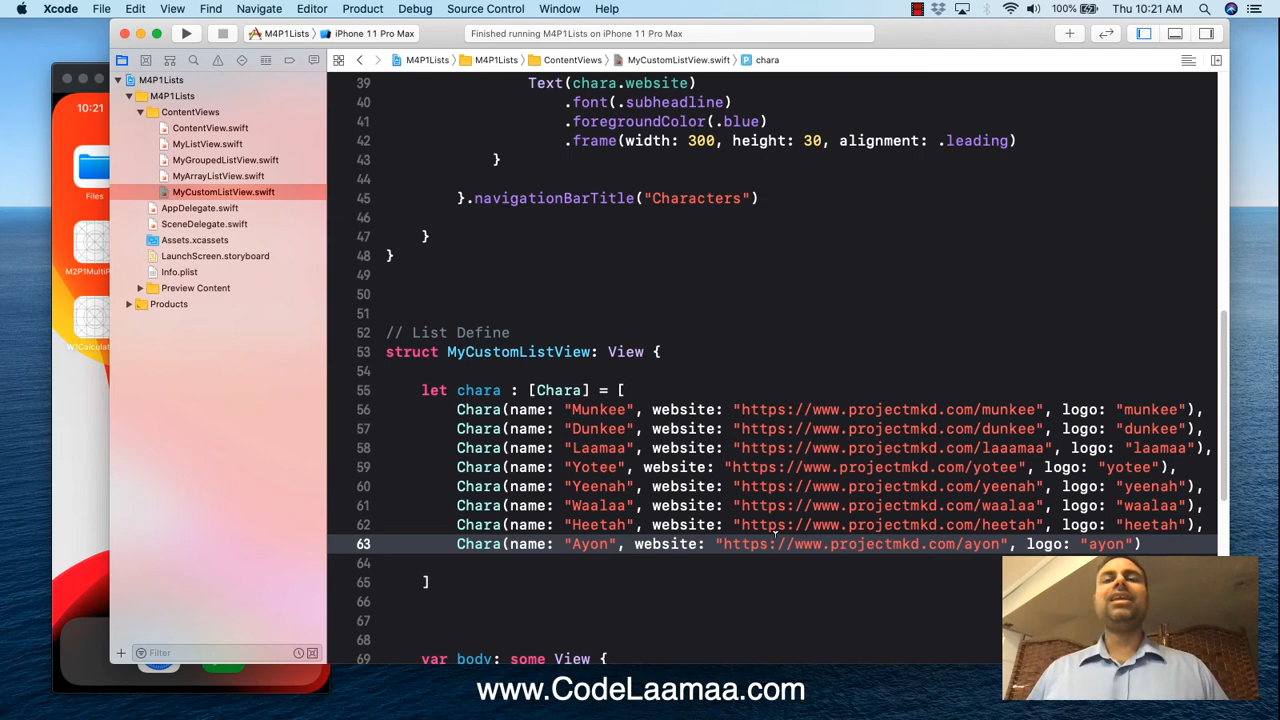 Xcode File Edit View Find Navigate Editor Product Debug Source Control Window Help 100% Thu 10:21 AM
M4P1Lists iPhone 11 Pro Max Finished running M4P1Lists on iPhone 11 Pro Max
M4P1Lists M4P1Lists ContentViews MyCustomListView.swift P chara
10:21
Files
M2P1MultiP
W1Calculat
M4P1Lists
M4P1Lists
ContentViews
ContentView.swift
MyListView.swift
MyGroupedListView.swift
MyArrayListView.swift
MyCustomListView.swift
AppDelegate.swift
SceneDelegate.swift
Assets.xcassets
LaunchScreen.storyboard
Info.plist
Preview Content
Products
Filter
39 Text(chara.website)
40 .font(.subheadline)
41 .foregroundColor(.blue)
42 .frame(width: 300, height: 30, alignment: .leading)
43 }
44
45 }.navigationBarTitle("Characters")
46
47 }
48 }
49
50
51
52 // List Define
53 struct MyCustomListView: View {
54
55 let chara : [Chara] = [
56 Chara(name: "Munkee", website: "https://www.projectmkd.com/munkee", logo: "munkee"),
57 Chara(name: "Dunkee", website: "https://www.projectmkd.com/dunkee", logo: "dunkee"),
58 Chara(name: "Laamaa", website: "https://www.projectmkd.com/laaamaa", logo: "laamaa"),
59 Chara(name: "Yotee", website: "https://www.projectmkd.com/yotee", logo: "yotee"),
60 Chara(name: "Yeenah", website: "https://www.projectmkd.com/yeenah", logo: "yeenah"),
61 Chara(name: "Waalaa", website: "https://www.projectmkd.com/waalaa", logo: "waalaa"),
62 Chara(name: "Heetah", website: "https://www.projectmkd.com/heetah", logo: "heetah"),
63 Chara(name: "Ayon", website: "https://www.projectmkd.com/ayon", logo: "ayon")
64
65 ]
66
67
68
69 var body: some View {
www.CodeLaamaa.com